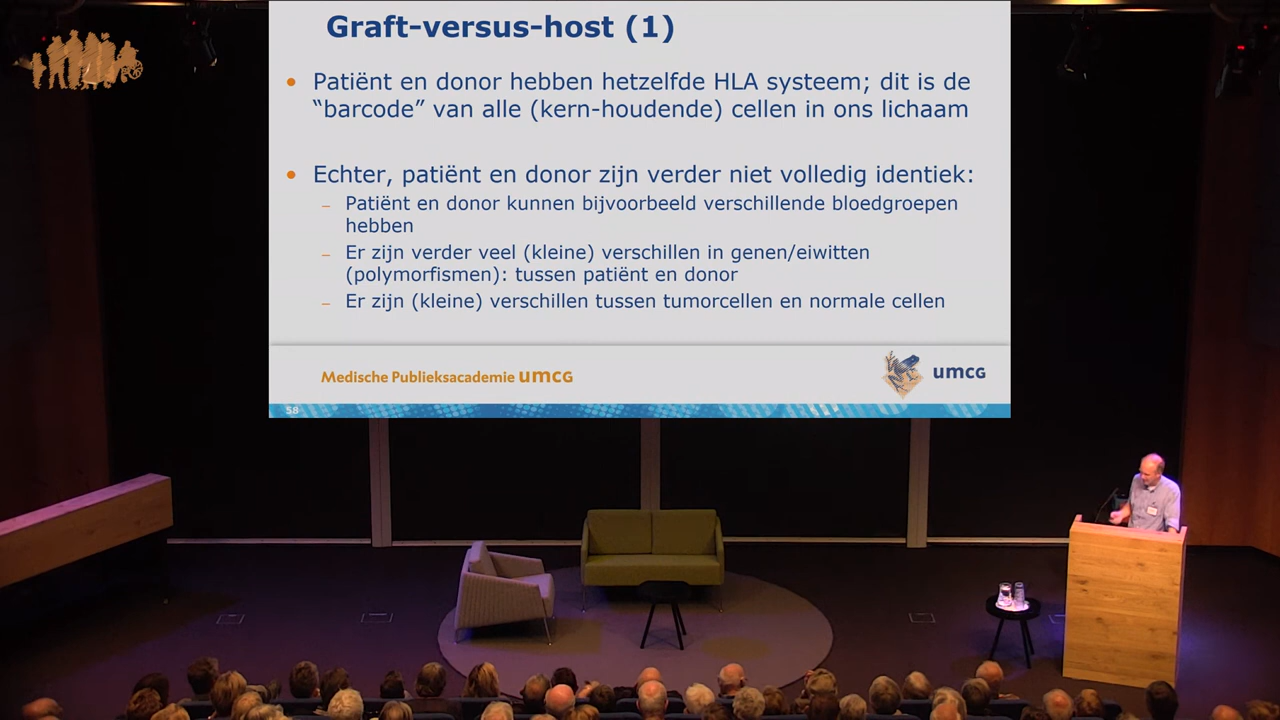 Graft-versus-host (1)
• Patiënt en donor hebben hetzelfde HLA systeem; dit is de
“barcode” van alle (kern-houdende) cellen in ons lichaam
• Echter, patiënt en donor zijn verder niet volledig identiek:
– Patiënt en donor kunnen bijvoorbeeld verschillende bloedgroepen
hebben
– Er zijn verder veel (kleine) verschillen in genen/eiwitten
(polymorfismen): tussen patiënt en donor
– Er zijn (kleine) verschillen tussen tumorcellen en normale cellen
Medische Publieksacademie umcg
umcg
58